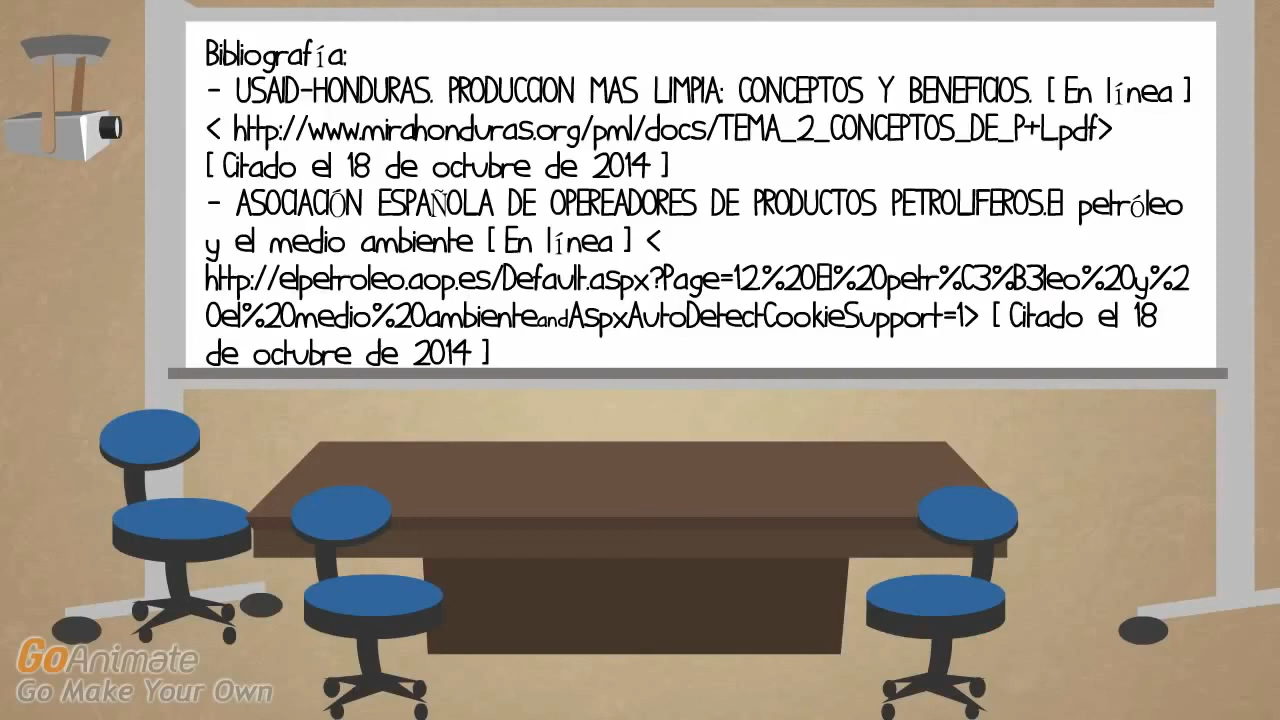 Bibliografía:
- USAID-HONDURAS. PRODUCCION MAS LIMPIA: CONCEPTOS Y BENEFICIOS. [ En línea ]
< http://www.mirahonduras.org/pml/docs/TEMA_2_CONCEPTOS_DE_P+L.pdf>
[ Citado el 18 de octubre de 2014 ]
- ASOCIACIÓN ESPAÑOLA DE OPEREADORES DE PRODUCTOS PETROLIFEROS.El petróleo
y el medio ambiente [ En línea ] <
http://elpetroleo.aop.es/Default.aspx?Page=12%20El%20petr%C3%B3leo%20y%2
0el%20medio%20ambienteandAspxAutoDetectCookieSupport=1> [ Citado el 18
de octubre de 2014 ]
GoAnimate
Go Make Your Own